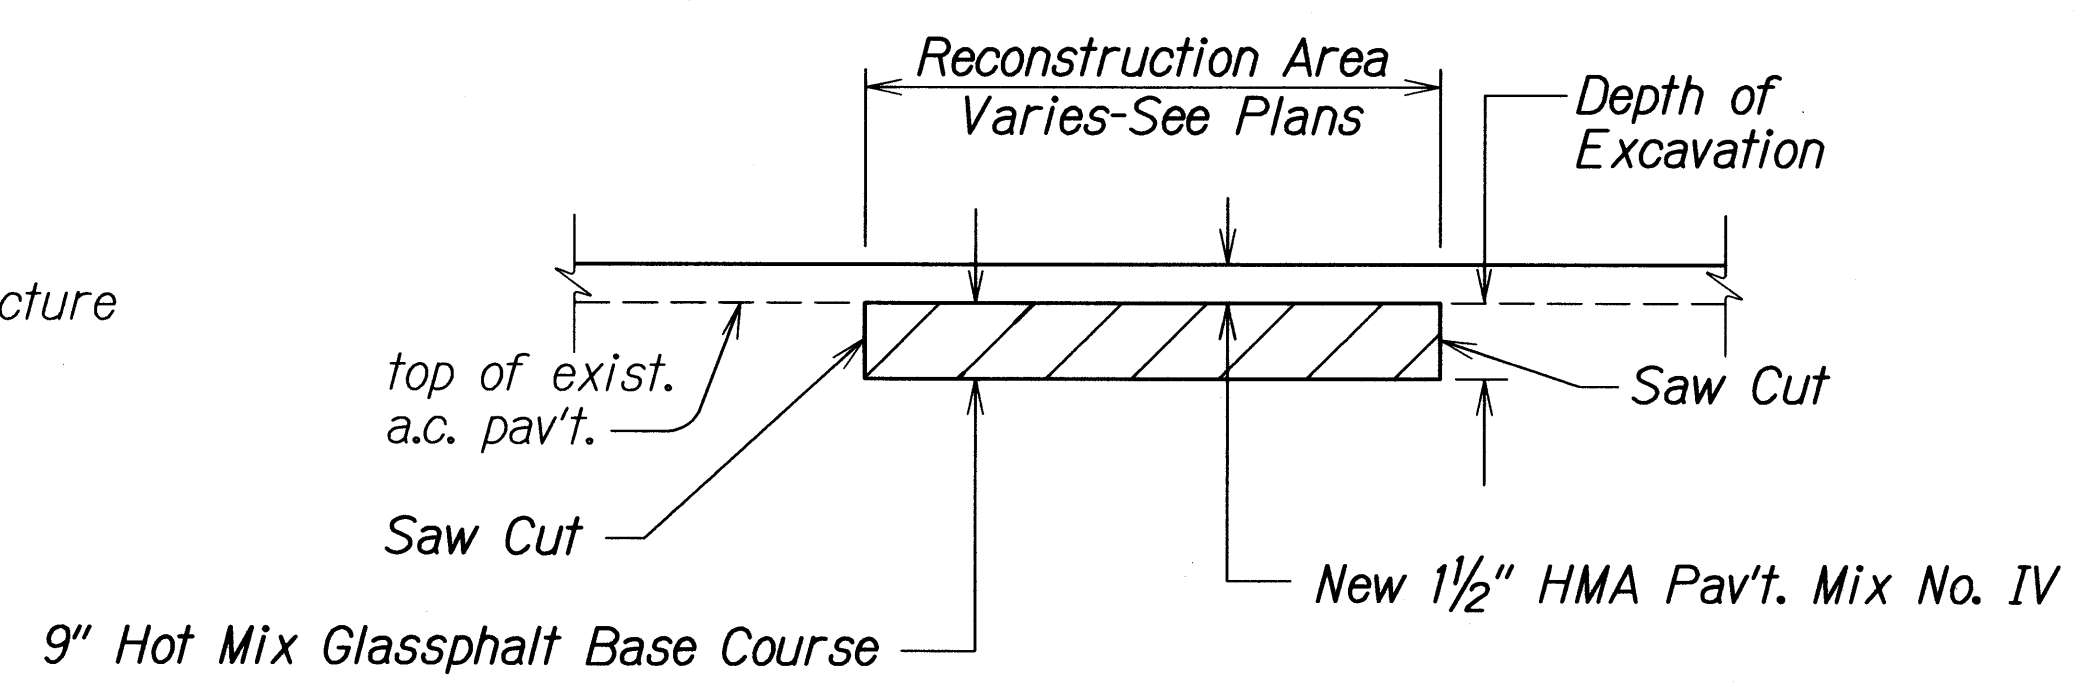 Reconstruction Area
Varies-See Plans
Depth of
Excavation
cture
top of exist.
a.c. pav't.
Saw Cut
Saw Cut
New 1½" HMA Pav't. Mix No. IV
9" Hot Mix Glassphalt Base Course